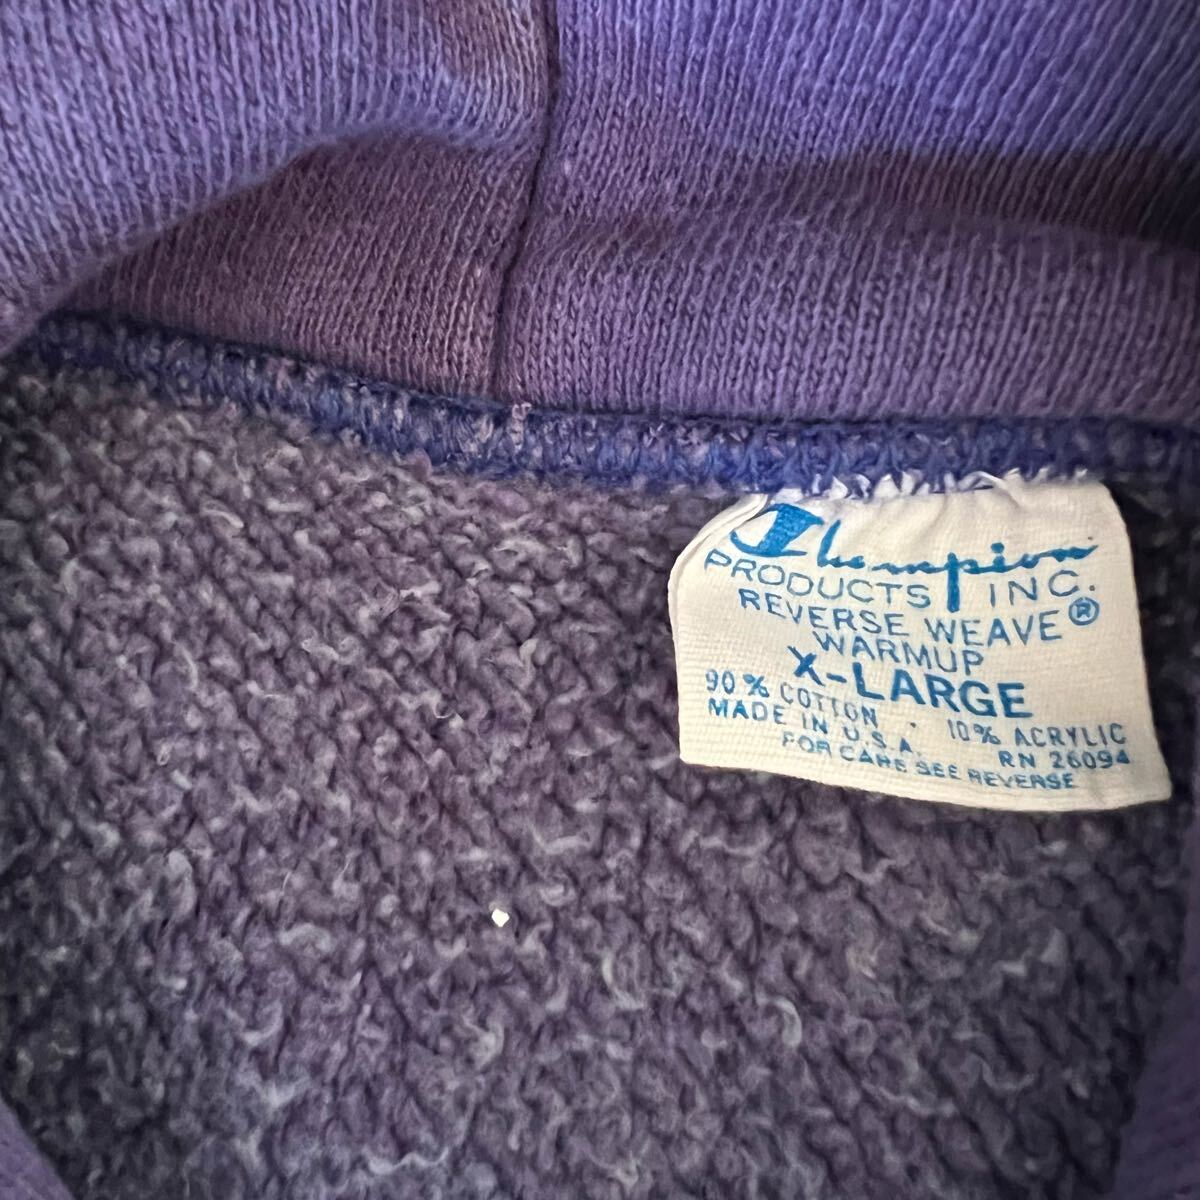 Champion
PRODUCTS INC.
REVERSE WEAVE®
WARMUP
X-LARGE
90% COTTON · 10% ACRYLIC
MADE IN U.S.A. RN 26094
FOR CARE SEE REVERSE